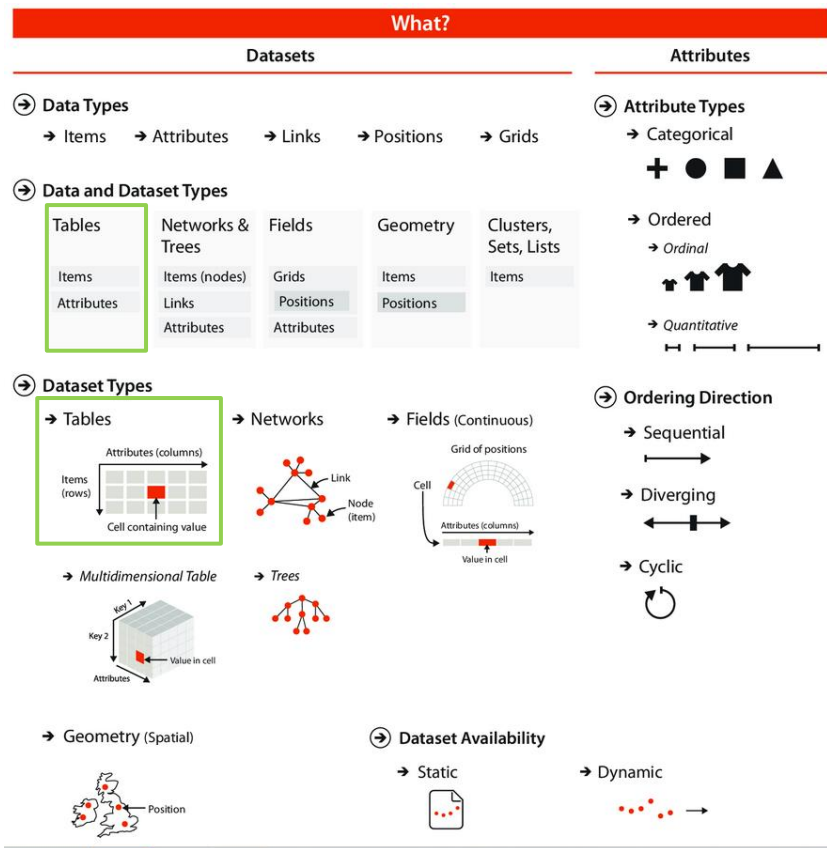 What?
Datasets
Attributes
Data Types
Items
Attributes
Links
Positions
Grids
Data and Dataset Types
Tables
Items
Attributes
Networks &
Trees
Items (nodes)
Links
Attributes
Fields
Grids
Positions
Attributes
Geometry
Items
Positions
Clusters,
Sets, Lists
Items
Dataset Types
Tables
Attributes (columns)
Items
(rows)
Cell containing value
Networks
Link
Node
(item)
Fields (Continuous)
Grid of positions
Cell
Attributes (columns)
Value in cell
Multidimensional Table
Key 1
Key 2
Value in cell
Attributes
Trees
Geometry (Spatial)
Position
Dataset Availability
Static
Dynamic
Attribute Types
Categorical
Ordered
Ordinal
Quantitative
Ordering Direction
Sequential
Diverging
Cyclic